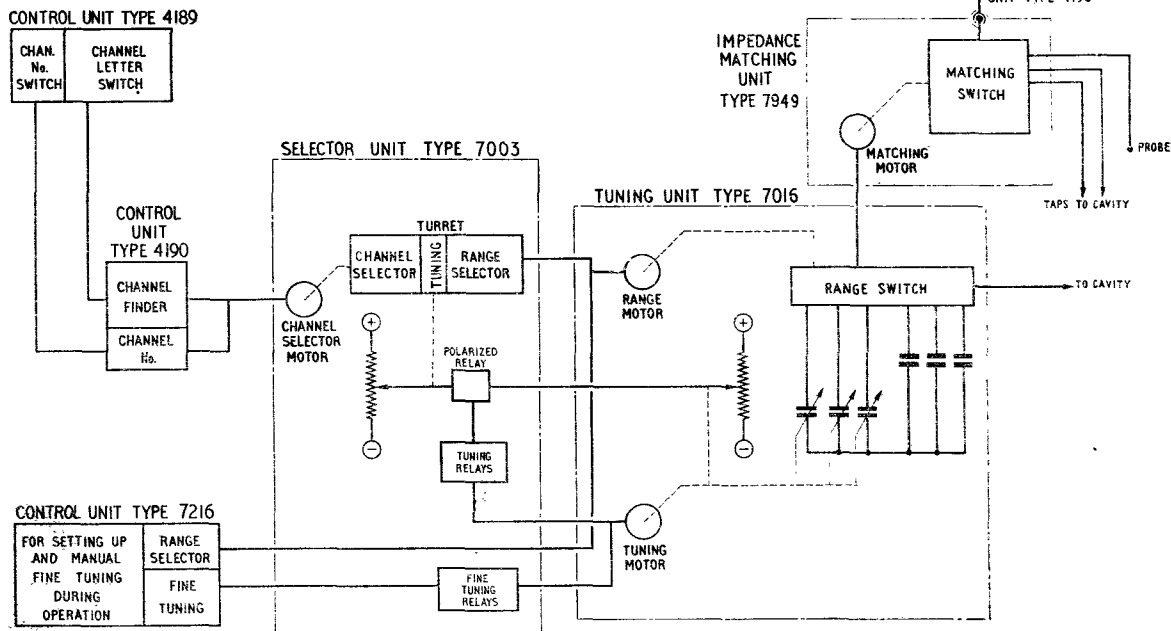 CONTROL UNIT TYPE 4189
CHAN.
No.
SWITCH
CHANNEL
LETTER
SWITCH
IMPEDANCE
MATCHING
UNIT
TYPE 7949
MATCHING
SWITCH
MATCHING
MOTOR
PROBE
TAPS TO CAVITY
SELECTOR UNIT TYPE 7003
CONTROL
UNIT
TYPE 4190
CHANNEL
FINDER
CHANNEL
No.
CHANNEL
SELECTOR
MOTOR
TURRET
CHANNEL
SELECTOR
TUNING
RANGE
SELECTOR
POLARIZED
RELAY
TUNING
RELAYS
TUNING UNIT TYPE 7016
RANGE
MOTOR
RANGE SWITCH
TO CAVITY
TUNING
MOTOR
CONTROL UNIT TYPE 7216
FOR SETTING UP
AND MANUAL
FINE TUNING
DURING
OPERATION
RANGE
SELECTOR
FINE
TUNING
FINE
TUNING
RELAYS